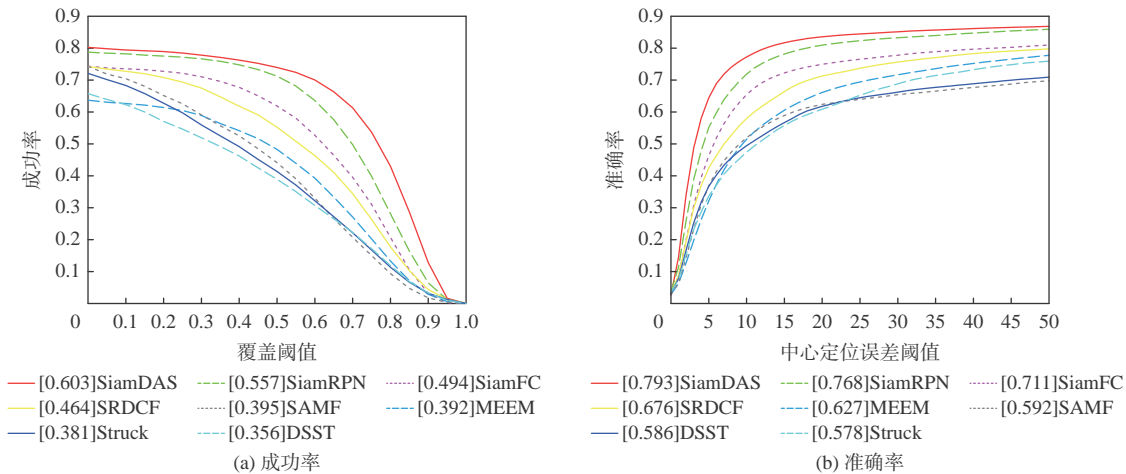 0.9
0.8
0.7
0.6
0.5
0.4
0.3
0.2
0.1
成功率
0 0.1 0.2 0.3 0.4 0.5 0.6 0.7 0.8 0.9 1.0
覆盖阈值
[0.603]SiamDAS [0.557]SiamRPN [0.494]SiamFC
[0.464]SRDCF [0.395]SAMF [0.392]MEEM
[0.381]Struck [0.356]DSST
(a) 成功率
0.9
0.8
0.7
0.6
0.5
0.4
0.3
0.2
0.1
准确率
0 5 10 15 20 25 30 35 40 45 50
中心定位误差阈值
[0.793]SiamDAS [0.768]SiamRPN [0.711]SiamFC
[0.676]SRDCF [0.627]MEEM [0.592]SAMF
[0.586]DSST [0.578]Struck
(b) 准确率